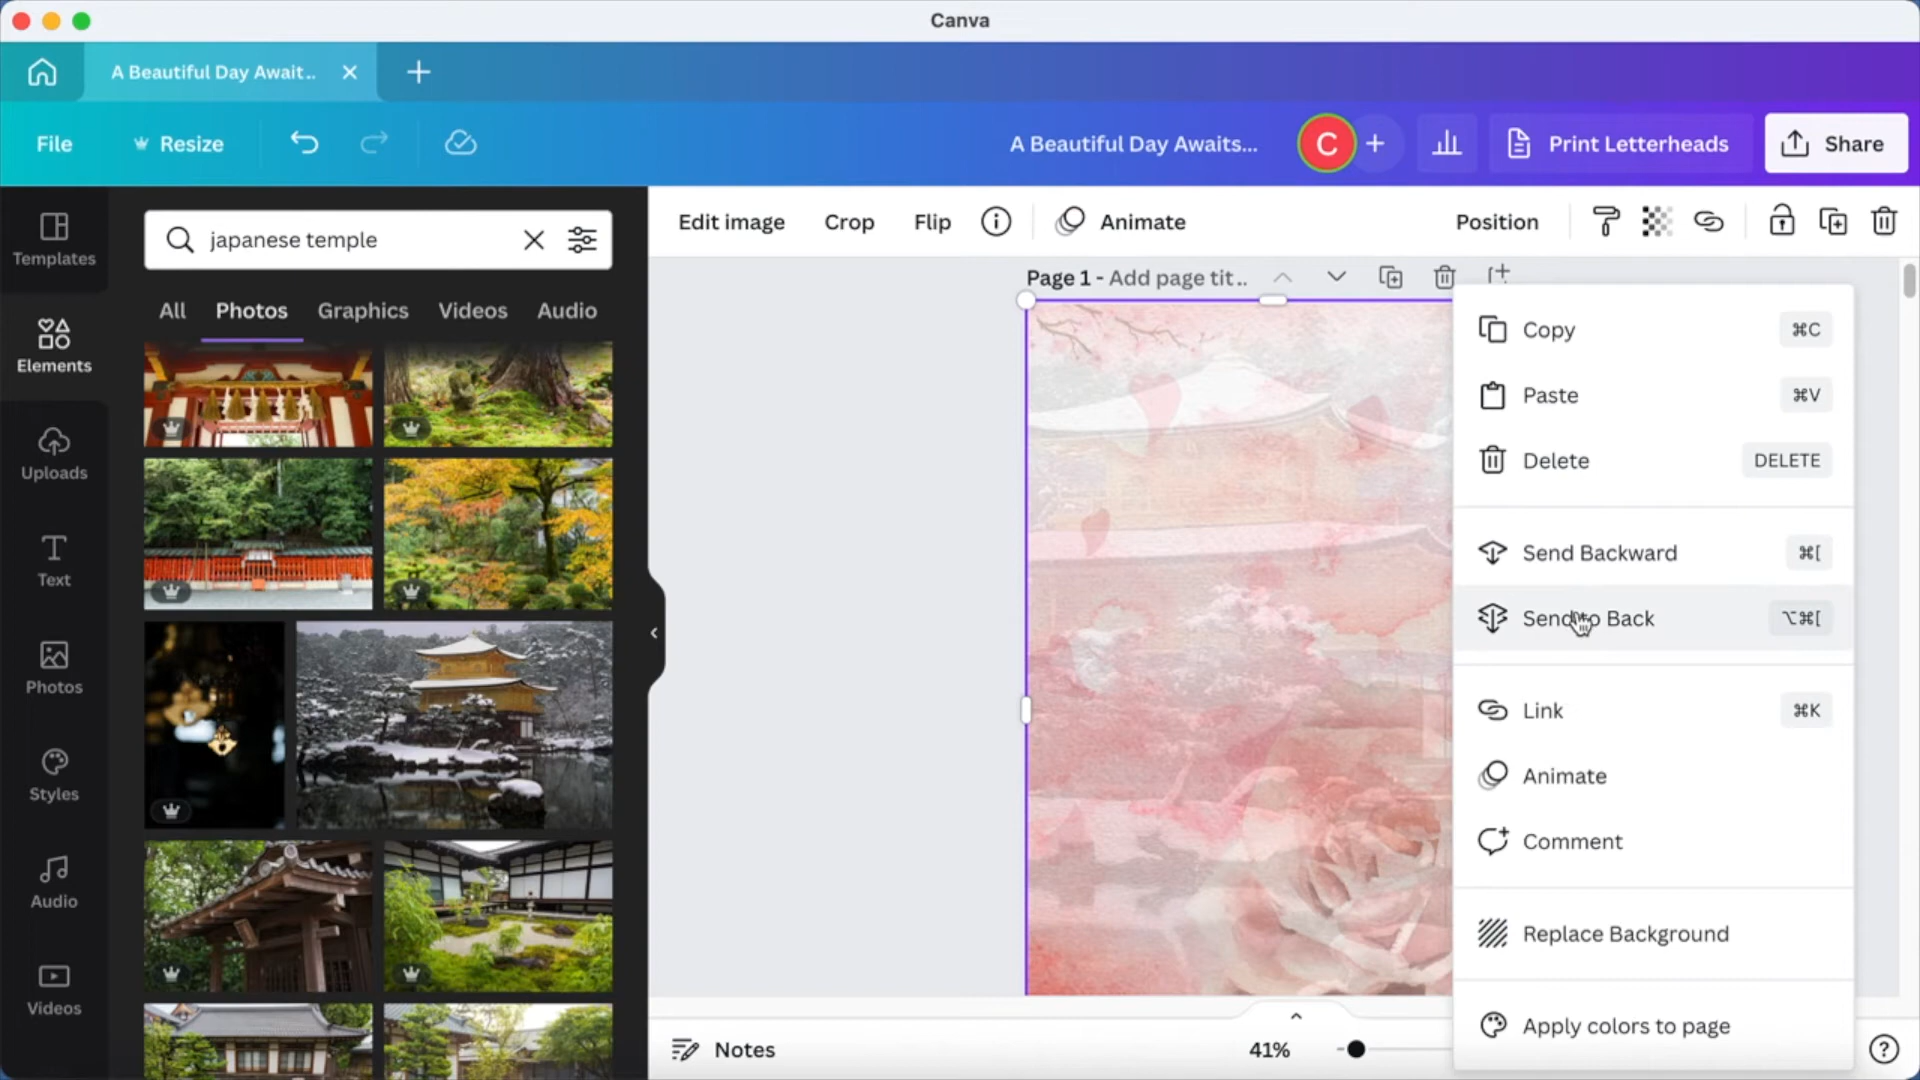 Canva
A Beautiful Day Await..
File
Resize
A Beautiful Day Awaits...
C
Print Letterheads
Share
Templates
Elements
Uploads
Text
Photos
Styles
Audio
Videos
japanese temple
All
Photos
Graphics
Videos
Audio
Edit image
Crop
Flip
Animate
Position
Page 1 - Add page tit..
Copy ⌘C
Paste ⌘V
Delete DELETE
Send Backward ⌘[
Send to Back ⌥⌘[
Link ⌘K
Animate
Comment
Replace Background
Apply colors to page
Notes
41%
?